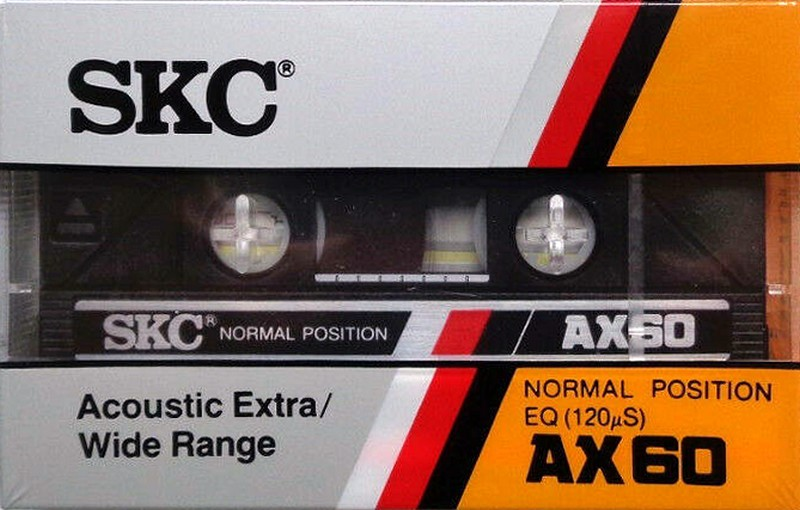 SKC®
SKC® NORMAL POSITION AX60
Acoustic Extra/
Wide Range
NORMAL POSITION
EQ (120µS)
AX60